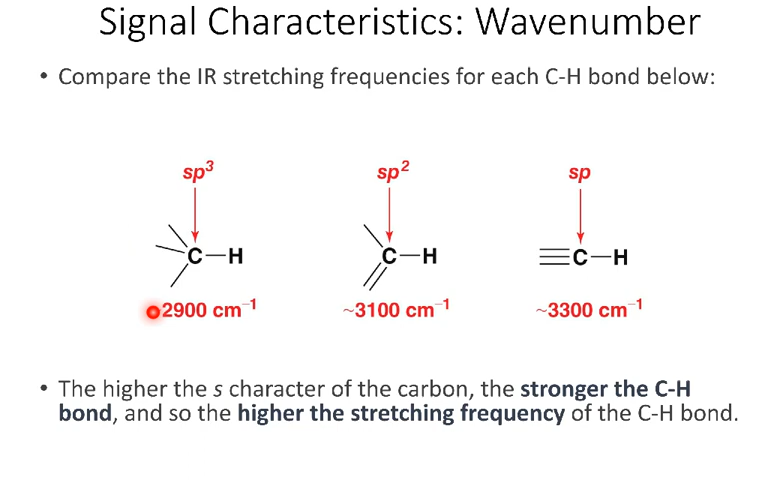 Signal Characteristics: Wavenumber
• Compare the IR stretching frequencies for each C-H bond below:
sp³ sp² sp
C—H C—H C—H
2900 cm⁻¹ ~3100 cm⁻¹ ~3300 cm⁻¹
• The higher the s character of the carbon, the stronger the C-H
bond, and so the higher the stretching frequency of the C-H bond.